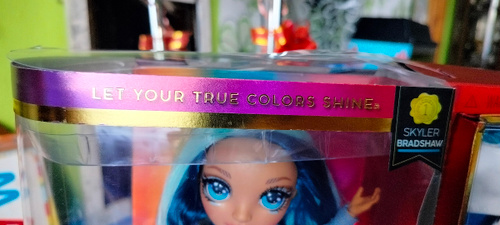 LET YOUR TRUE COLORS SHINE
SKYLER
BRADSHAW